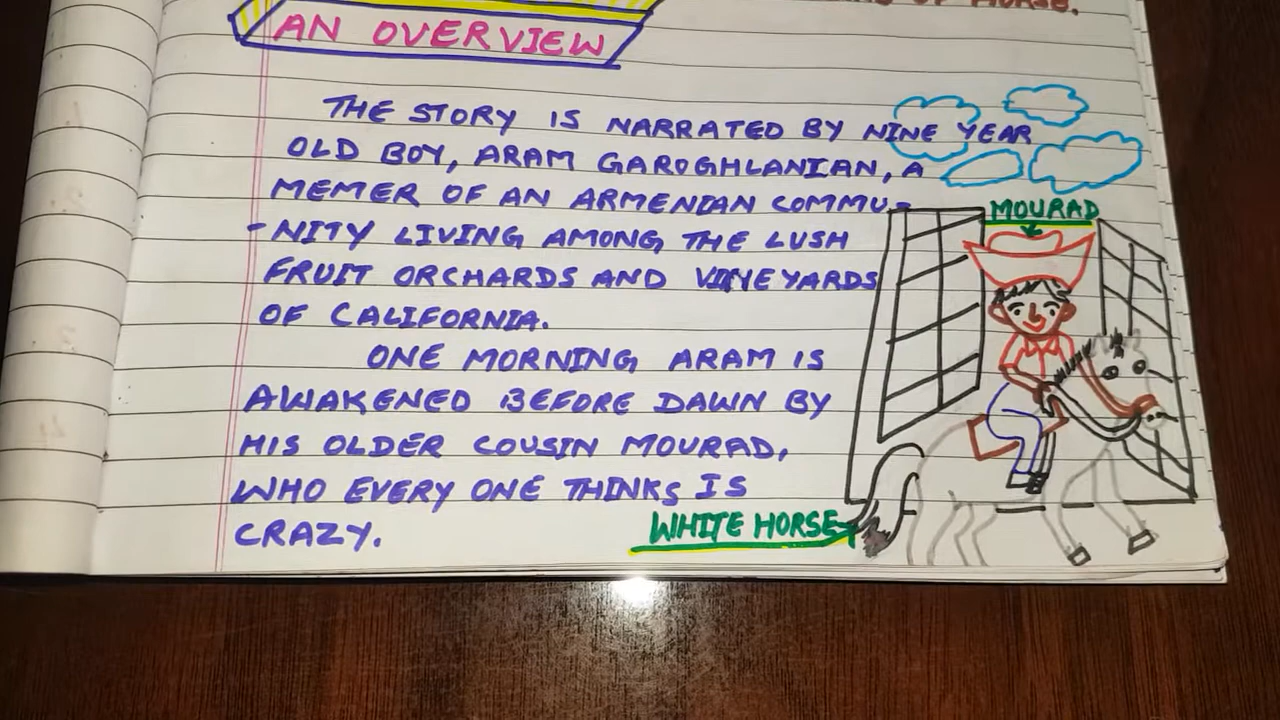 OF HORSE.
AN OVERVIEW
THE STORY IS NARRATED BY NINE YEAR
OLD BOY, ARAM GAROGHLANIAN, A
MEMER OF AN ARMENIAN COMMU-
-NITY LIVING AMONG THE LUSH
FRUIT ORCHARDS AND VINEYARDS
OF CALIFORNIA.
ONE MORNING ARAM IS
AWAKENED BEFORE DAWN BY
HIS OLDER COUSIN MOURAD,
WHO EVERY ONE THINKS IS
CRAZY.
MOURAD
WHITE HORSE